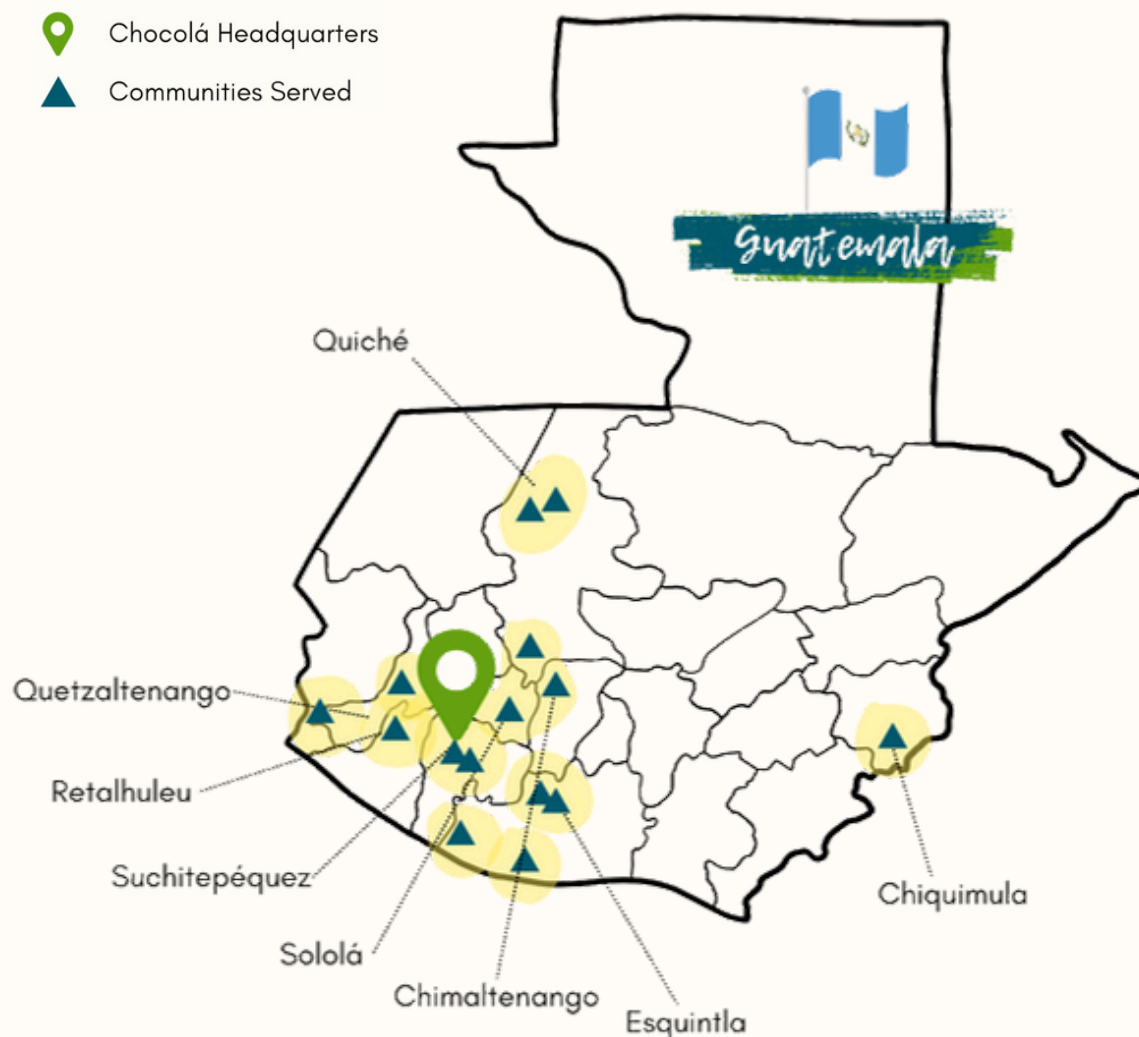 Chocolá Headquarters
Communities Served
Guatemala
Quiché
Quetzaltenango
Retalhuleu
Suchitepéquez
Sololá
Chimaltenango
Esquintla
Chiquimula